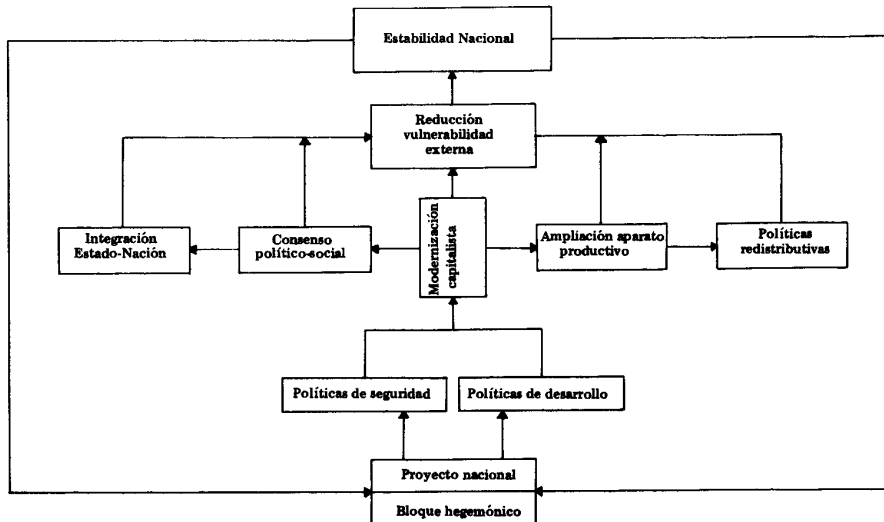 Estabilidad Nacional
Reducción
vulnerabilidad
externa
Integración
Estado-Nación
Consenso
político-social
Modernización
capitalista
Ampliación aparato
productivo
Políticas
redistributivas
Políticas de seguridad
Políticas de desarrollo
Proyecto nacional
Bloque hegemónico